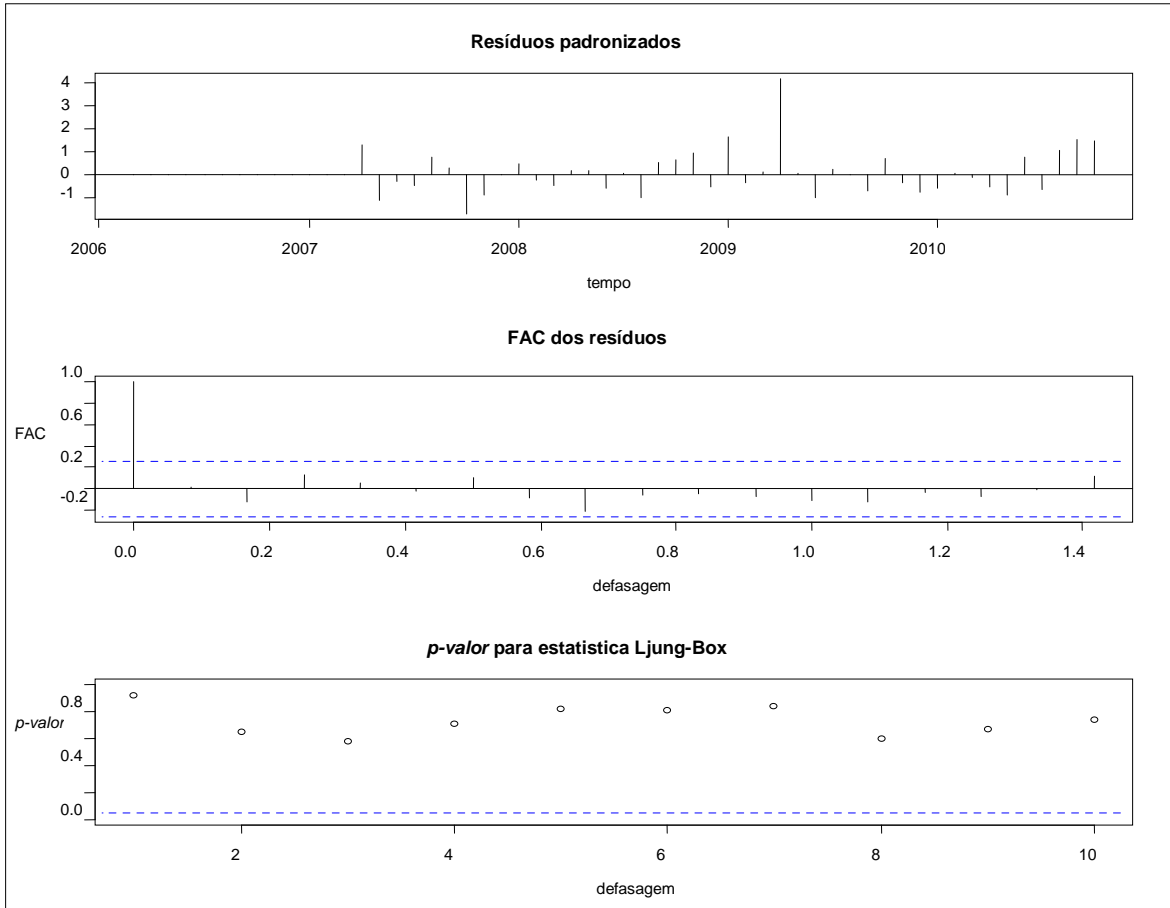 Resíduos padronizados
4
3
2
1
0
-1
2006 2007 2008 2009 2010
tempo
FAC dos resíduos
1.0
0.6
FAC
0.2
-0.2
0.0 0.2 0.4 0.6 0.8 1.0 1.2 1.4
defasagem
p-valor para estatistica Ljung-Box
0.8
p-valor
0.4
0.0
2 4 6 8 10
defasagem